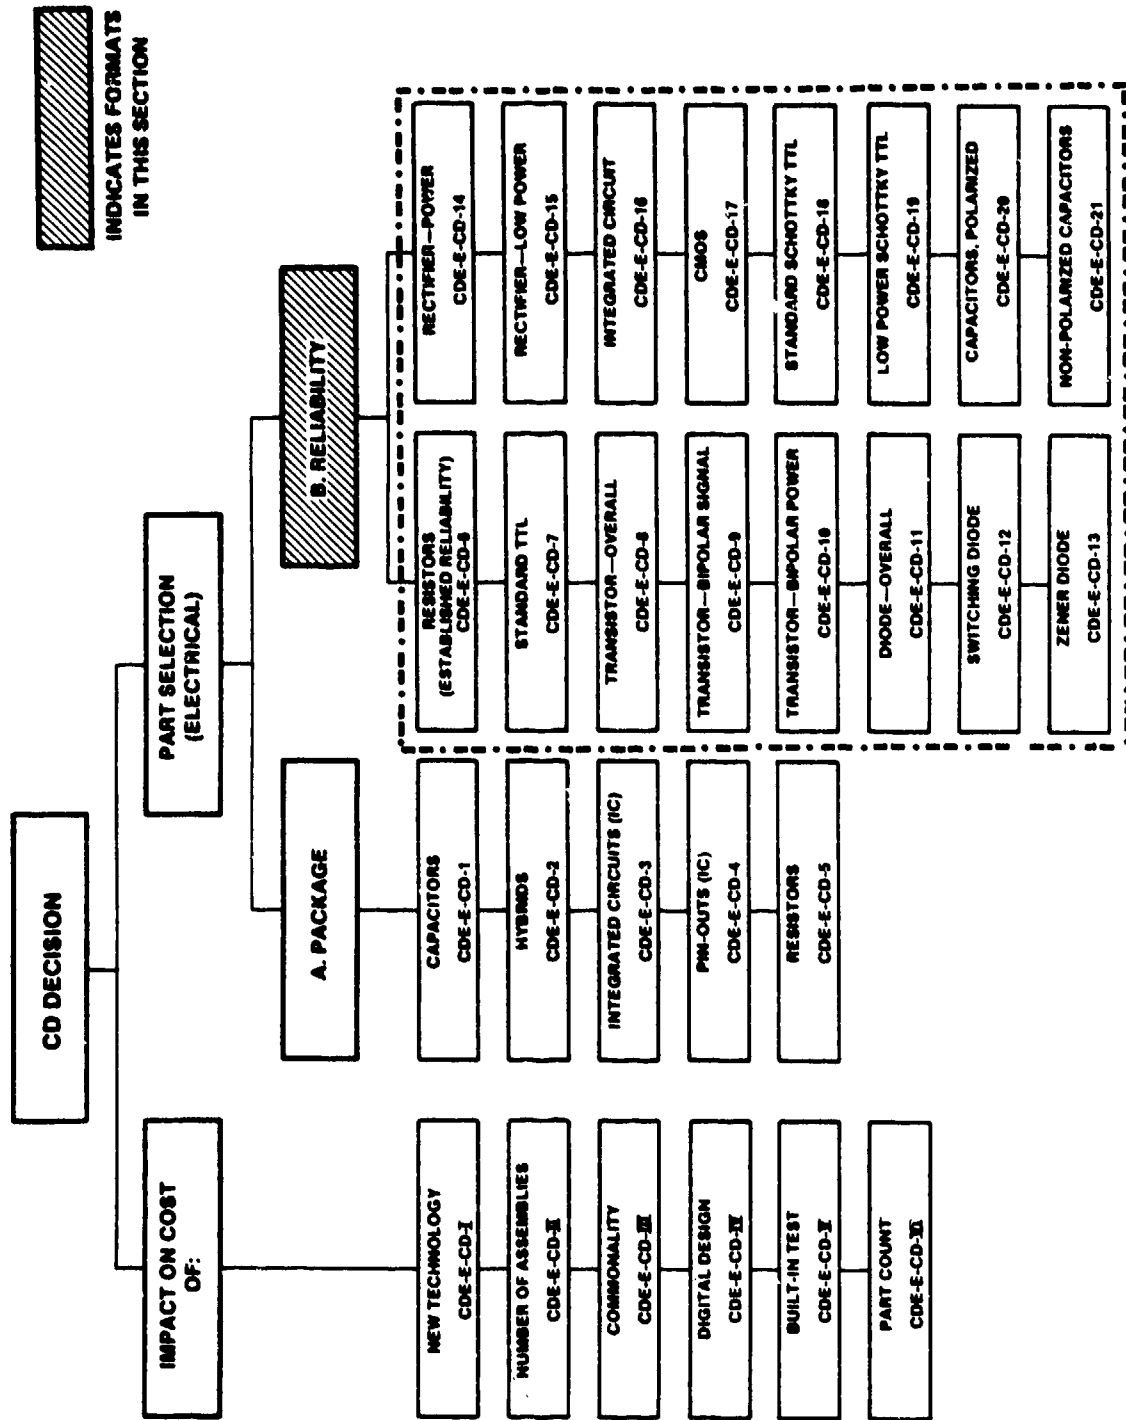 INDICATES FORMATS
IN THIS SECTION
CD DECISION
IMPACT ON COST
OF:
PART SELECTION
(ELECTRICAL)
A. PACKAGE
B. RELIABILITY
NEW TECHNOLOGY
CDE-E-CD-I
NUMBER OF ASSEMBLIES
CDE-E-CD-II
COMMONALITY
CDE-E-CD-III
DIGITAL DESIGN
CDE-E-CD-IV
BUILT-IN TEST
CDE-E-CD-V
PART COUNT
CDE-E-CD-VI
CAPACITORS
CDE-E-CD-1
HYBRIDS
CDE-E-CD-2
INTEGRATED CIRCUITS (IC)
CDE-E-CD-3
PIN-OUTS (IC)
CDE-E-CD-4
RESISTORS
CDE-E-CD-5
RESISTORS
(ESTABLISHED RELIABILITY)
CDE-E-CD-6
STANDARD TTL
CDE-E-CD-7
TRANSISTOR—OVERALL
CDE-E-CD-8
TRANSISTOR—BIPOLAR SIGNAL
CDE-E-CD-9
TRANSISTOR—BIPOLAR POWER
CDE-E-CD-10
DIODE—OVERALL
CDE-E-CD-11
SWITCHING DIODE
CDE-E-CD-12
ZENER DIODE
CDE-E-CD-13
RECTIFIER—POWER
CDE-E-CD-14
RECTIFIER—LOW POWER
CDE-E-CD-15
INTEGRATED CIRCUIT
CDE-E-CD-16
CMOS
CDE-E-CD-17
STANDARD SCHOTTKY TTL
CDE-E-CD-18
LOW POWER SCHOTTKY TTL
CDE-E-CD-19
CAPACITORS, POLARIZED
CDE-E-CD-20
NON-POLARIZED CAPACITORS
CDE-E-CD-21